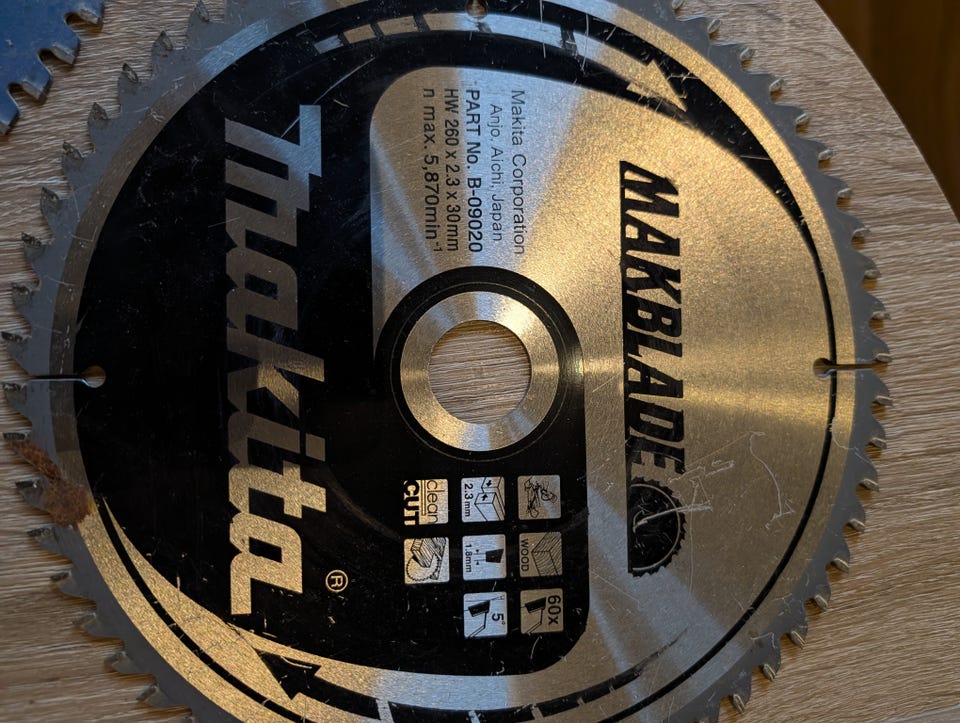 MAKBLADE
Makita Corporation
Anjo, Aichi, Japan
PART No. B-09020
HW 260 x 2.3 x 30mm
n max. 5,870min⁻¹
Makita®
WOOD
60x
2.3mm
1.8mm
5°
clean
CUT